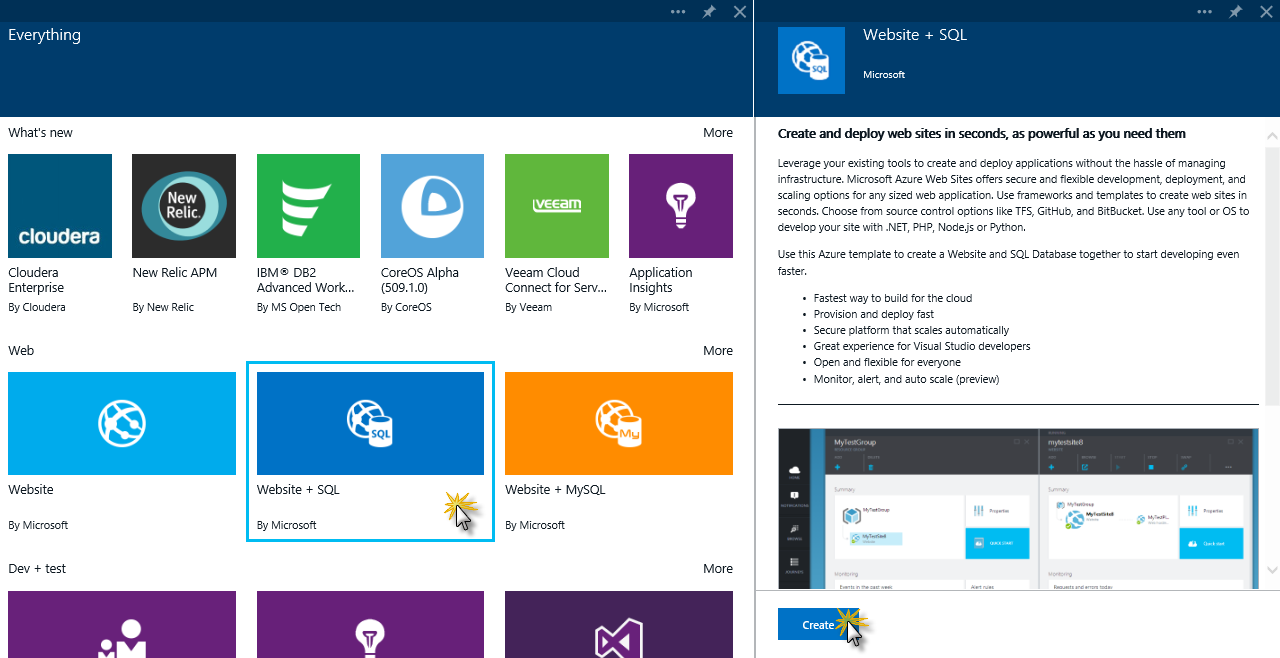 Everything
What's new
More
cloudera
New
Relic.
veeam
Cloudera
Enterprise
By Cloudera
New Relic APM
By New Relic
IBM® DB2
Advanced Work...
By MS Open Tech
CoreOS Alpha
(509.1.0)
By CoreOS
Veeam Cloud
Connect for Serv...
By Veeam
Application
Insights
By Microsoft
Web
More
SQL
My
Website
By Microsoft
Website + SQL
By Microsoft
Website + MySQL
By Microsoft
Dev + test
More
SQL
Website + SQL
Microsoft
Create and deploy web sites in seconds, as powerful as you need them
Leverage your existing tools to create and deploy applications without the hassle of managing
infrastructure. Microsoft Azure Web Sites offers secure and flexible development, deployment, and
scaling options for any sized web application. Use frameworks and templates to create web sites in
seconds. Choose from source control options like TFS, GitHub, and BitBucket. Use any tool or OS to
develop your site with .NET, PHP, Node.js or Python.
Use this Azure template to create a Website and SQL Database together to start developing even
faster.
• Fastest way to build for the cloud
• Provision and deploy fast
• Secure platform that scales automatically
• Great experience for Visual Studio developers
• Open and flexible for everyone
• Monitor, alert, and auto scale (preview)
MyTestGroup
mytestsite8
Summary
Summary
MyTestGroup
Properties
MyTestSite8
QUICK START
MyTestGroup
MyTestSite8
Properties
Quick start
Monitoring
Monitoring
Events in the past week
Alert rules
Requests and errors today
HOME
NOTIFICATIONS
BROWSE
JOURNEYS
Create